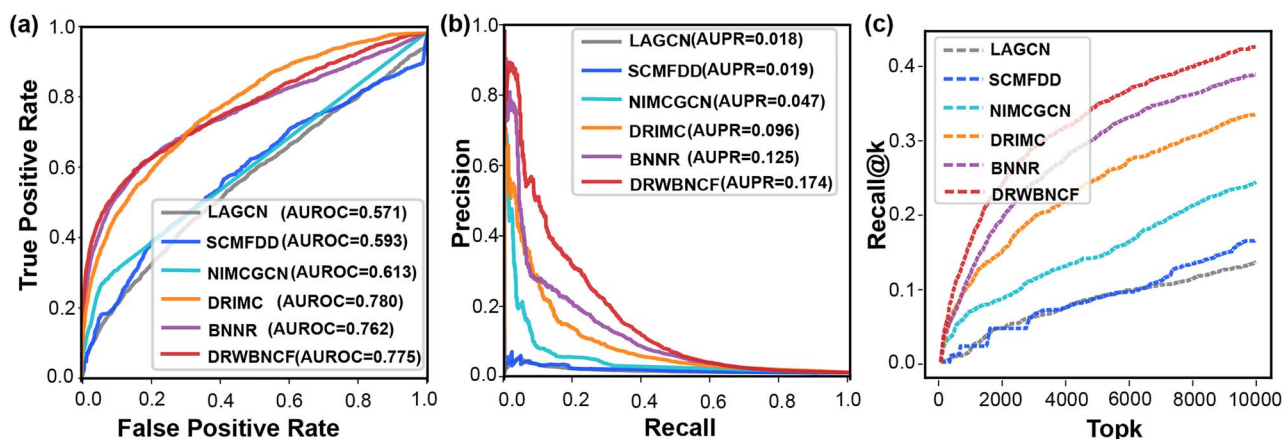 (a)
1.0
0.8
0.6
0.4
0.2
0.0
True Positive Rate
LAGCN (AUROC=0.571)
SCMFDD(AUROC=0.593)
NIMCGCN(AUROC=0.613)
DRIMC (AUROC=0.780)
BNNR (AUROC=0.762)
DRWBNCF(AUROC=0.775)
0.0 0.2 0.4 0.6 0.8 1.0
False Positive Rate
(b)
1.0
0.8
0.6
0.4
0.2
0.0
Precision
LAGCN(AUPR=0.018)
SCMFDD(AUPR=0.019)
NIMCGCN(AUPR=0.047)
DRIMC (AUPR=0.096)
BNNR (AUPR=0.125)
DRWBNCF(AUPR=0.174)
0.0 0.2 0.4 0.6 0.8 1.0
Recall
(c)
0.4
0.3
0.2
0.1
0.0
Recall@k
LAGCN
SCMFDD
NIMCGCN
DRIMC
BNNR
DRWBNCF
0 2000 4000 6000 8000 10000
Topk